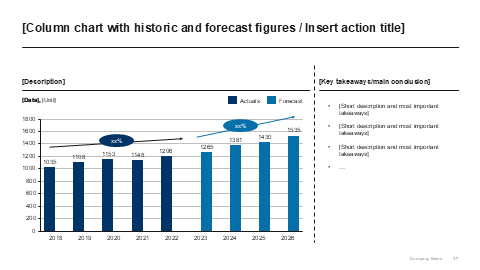 [Column chart with historic and forecast figures / Insert action title]
[Description]
[Key takeaways/main conclusion]
[Data], [Unit]
Actuals
Forecast
[Short description and most important
takeaways]
[Short description and most important
takeaways]
[Short description and most important
takeaways]
...
1800
1600
1400
1200
1000
800
600
400
200
0
xx%
xx%
1035
1108
1153
1148
1206
1265
1381
1430
1535
2018
2019
2020
2021
2022
2023
2024
2025
2026
Company Name
37